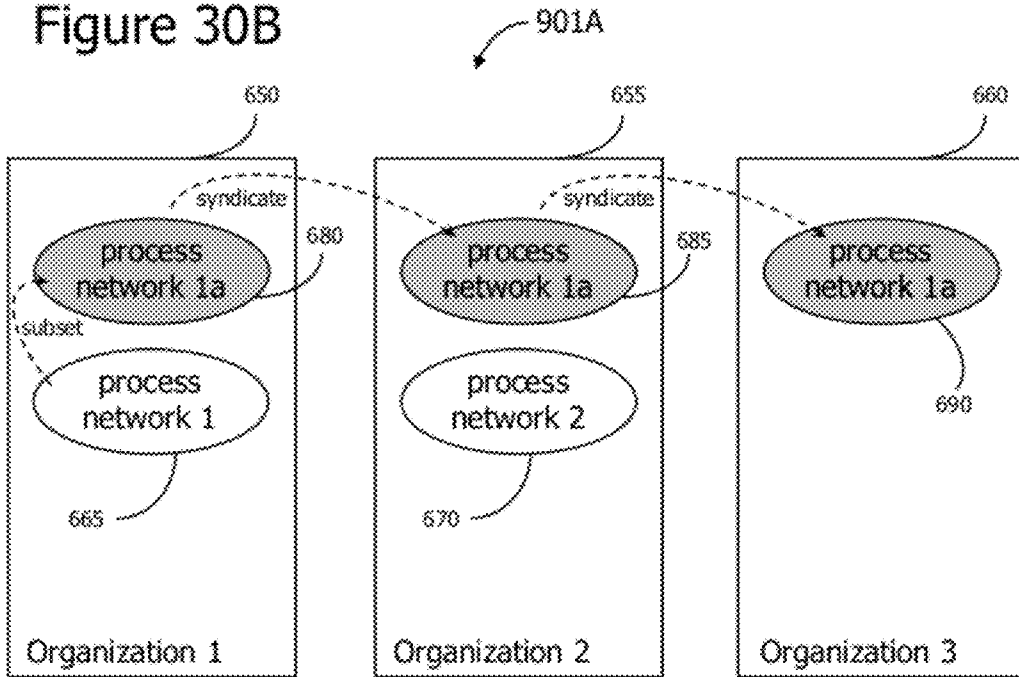 Figure 30B
901A
650
655
660
syndicate
syndicate
process
network 1a
680
process
network 1a
685
process
network 1a
subset
process
network 1
process
network 2
690
665
670
Organization 1
Organization 2
Organization 3